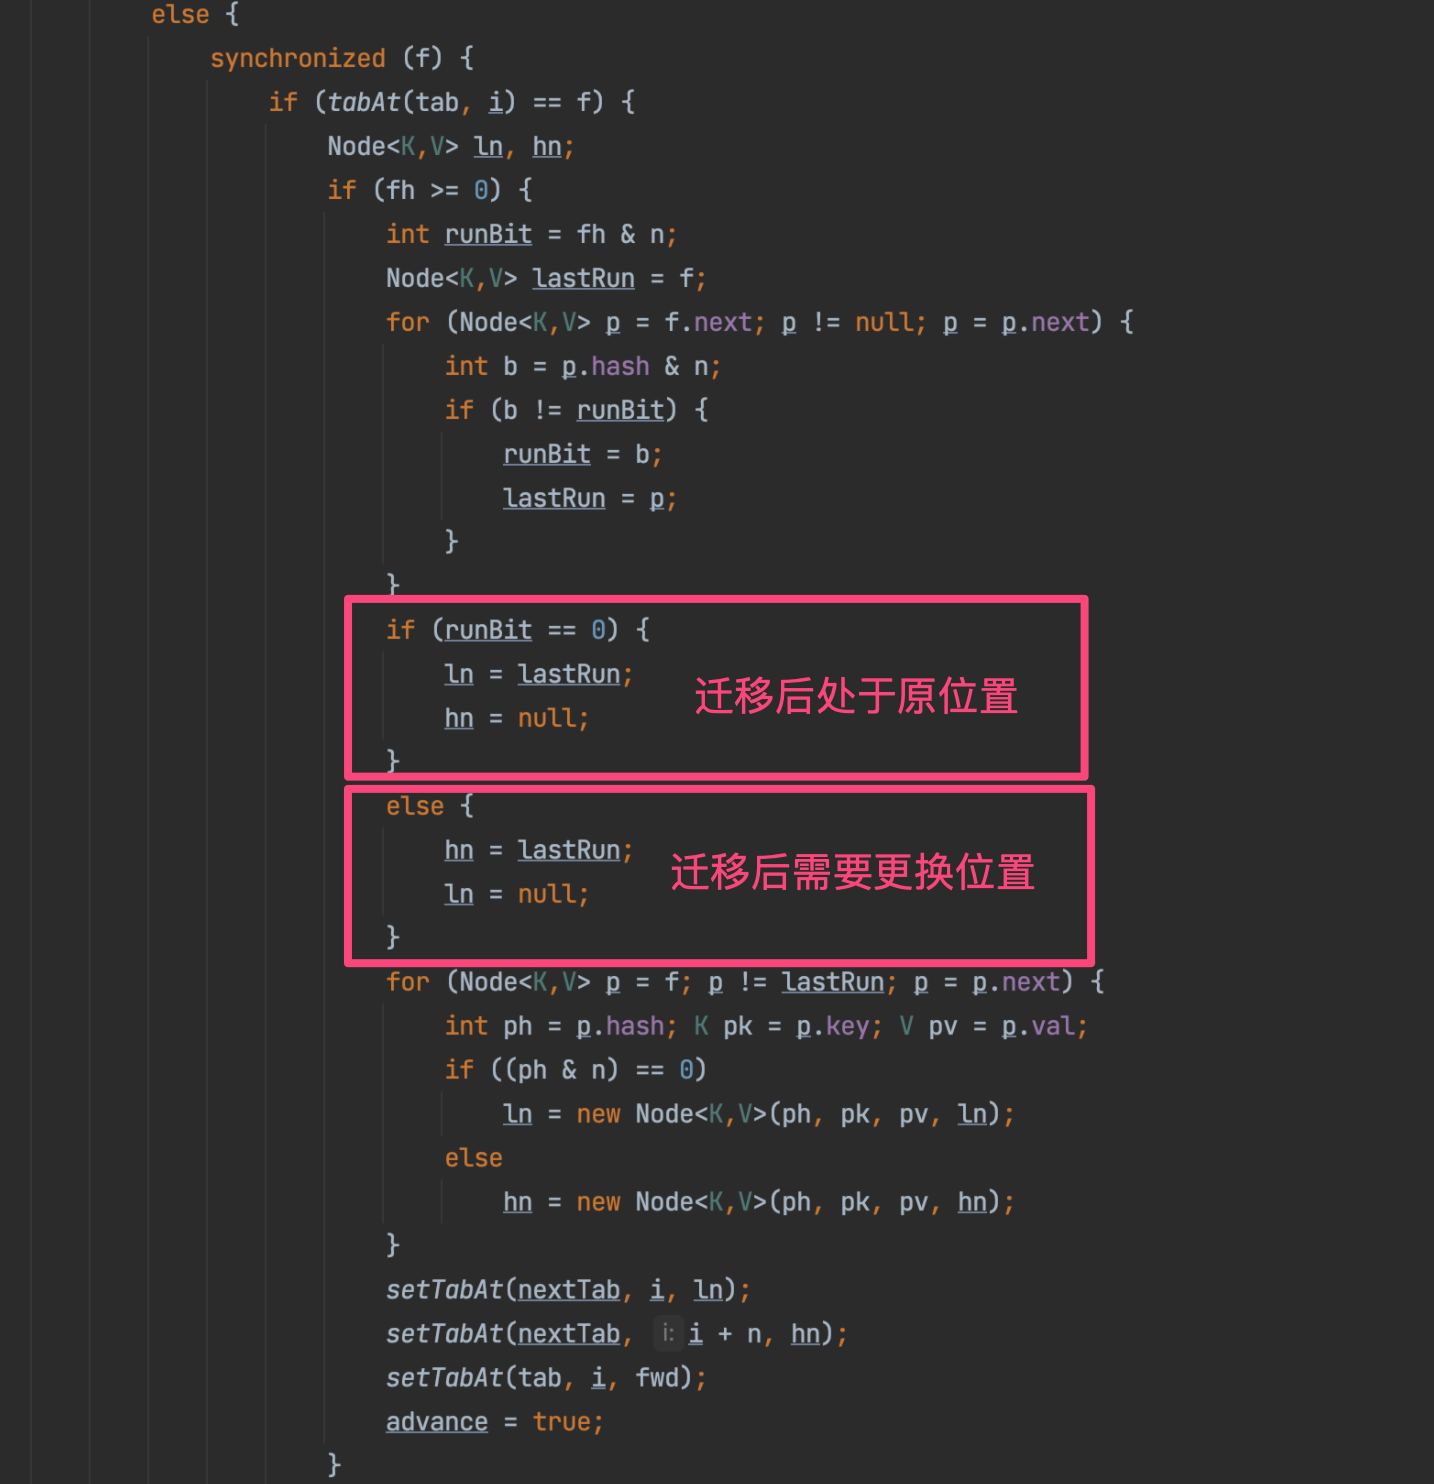 else {
synchronized (f) {
if (tabAt(tab, i) == f) {
Node<K,V> ln, hn;
if (fh >= 0) {
int runBit = fh & n;
Node<K,V> lastRun = f;
for (Node<K,V> p = f.next; p != null; p = p.next) {
int b = p.hash & n;
if (b != runBit) {
runBit = b;
lastRun = p;
}
}
if (runBit == 0) {
ln = lastRun;
迁移后处于原位置
hn = null;
}
else {
hn = lastRun;
迁移后需要更换位置
ln = null;
}
for (Node<K,V> p = f; p != lastRun; p = p.next) {
int ph = p.hash; K pk = p.key; V pv = p.val;
if ((ph & n) == 0)
ln = new Node<K,V>(ph, pk, pv, ln);
else
hn = new Node<K,V>(ph, pk, pv, hn);
}
setTabAt(nextTab, i, ln);
setTabAt(nextTab, i: i + n, hn);
setTabAt(tab, i, fwd);
advance = true;
}